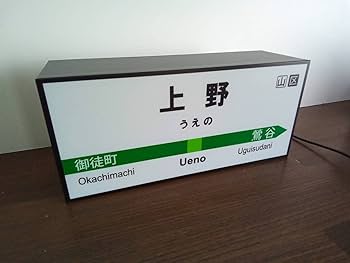 上野
山 区
うえの
御徒町 鶯谷
Okachimachi Ueno Uguisudani